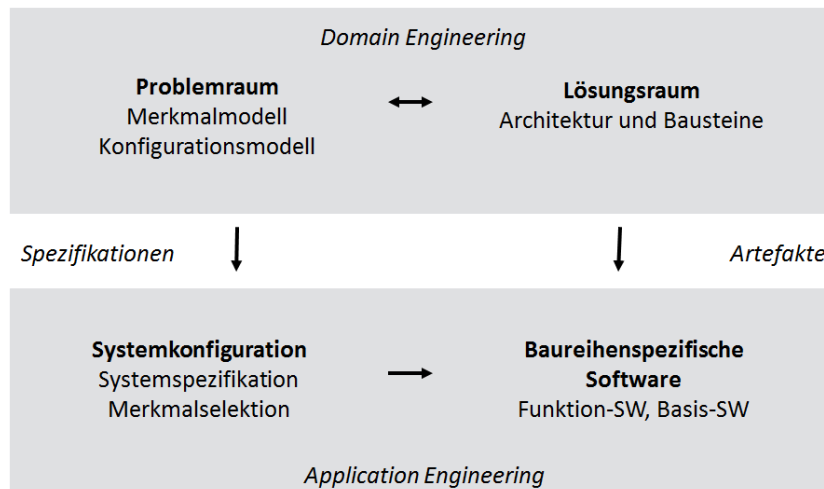 Domain Engineering
Problemraum
Merkmalmodell
Konfigurationsmodell
Lösungsraum
Architektur und Bausteine
Spezifikationen
Artefakte
Systemkonfiguration
Systemspezifikation
Merkmalselektion
Baureihenspezifische
Software
Funktion-SW, Basis-SW
Application Engineering